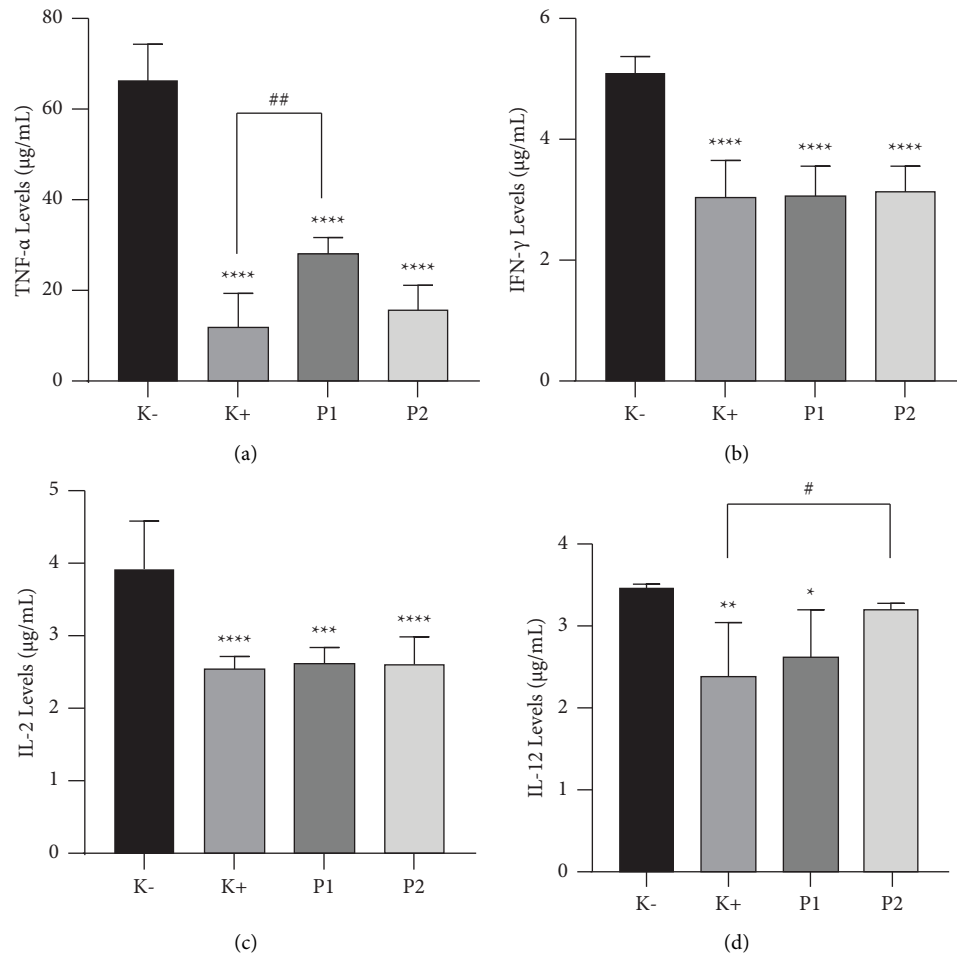 TNF-α Levels (μg/mL)
80
60
40
20
0
##
****
****
****
K-
K+
P1
P2
(a)
IFN-γ Levels (μg/mL)
6
4
2
0
****
****
****
K-
K+
P1
P2
(b)
IL-2 Levels (μg/mL)
5
4
3
2
1
0
****
***
****
K-
K+
P1
P2
(c)
IL-12 Levels (μg/mL)
4
3
2
1
0
#
**
*
K-
K+
P1
P2
(d)